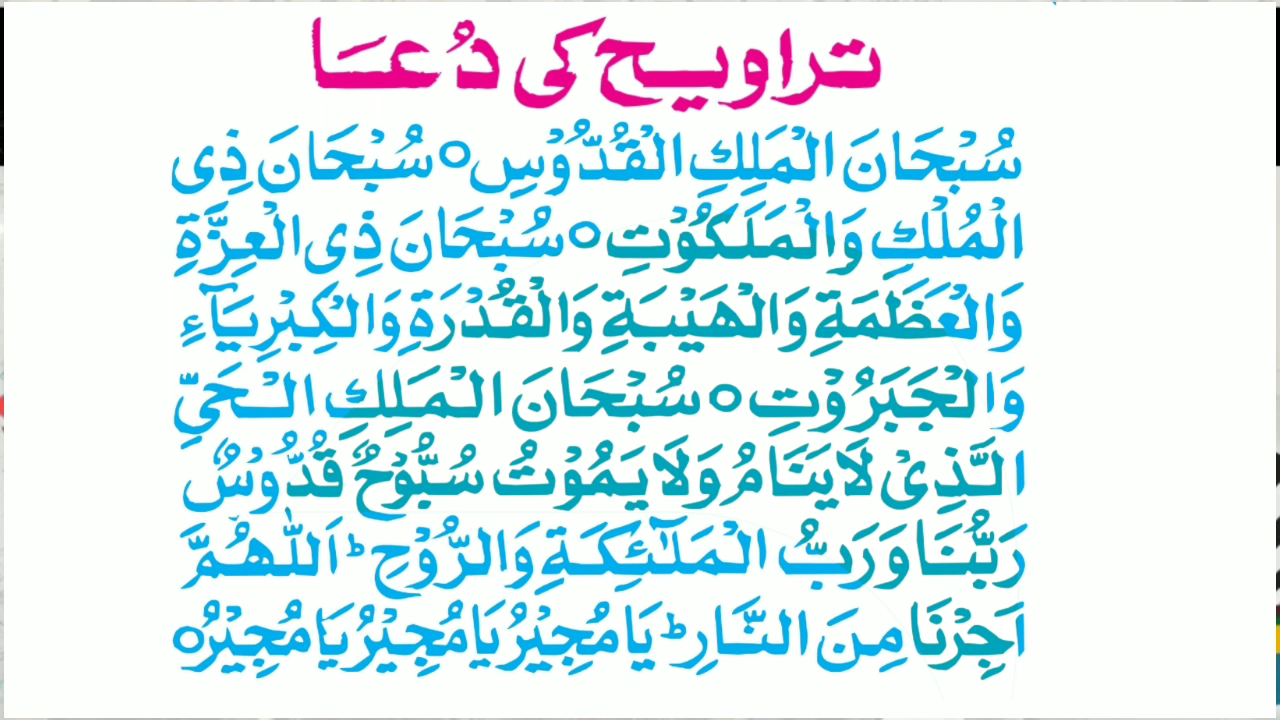 تراویح کی دُعا
سُبْحَانَ الْمَلِكِ الْقُدُّوْسِ○ سُبْحَانَ ذِی
الْمُلْكِ وَالْمَلَكُوْتِ○ سُبْحَانَ ذِی الْعِزَّةِ
وَالْعَظَمَةِ وَالْهَيْبَةِ وَالْقُدْرَةِ وَالْكِبْرِيَآءِ
وَالْجَبَرُوْتِ○ سُبْحَانَ الْمَلِكِ الْحَیِّ
الَّذِیْ لَا يَنَامُ وَلَا يَمُوْتُ سُبُّوْحٌ قُدُّوْسٌ
رَبُّنَا وَرَبُّ الْمَلٰٓئِكَةِ وَالرُّوْحِ ؕ اَللّٰهُمَّ
اَجِرْنَا مِنَ النَّارِ ؕ يَا مُجِيْرُ يَا مُجِيْرُ يَا مُجِيْرُ○